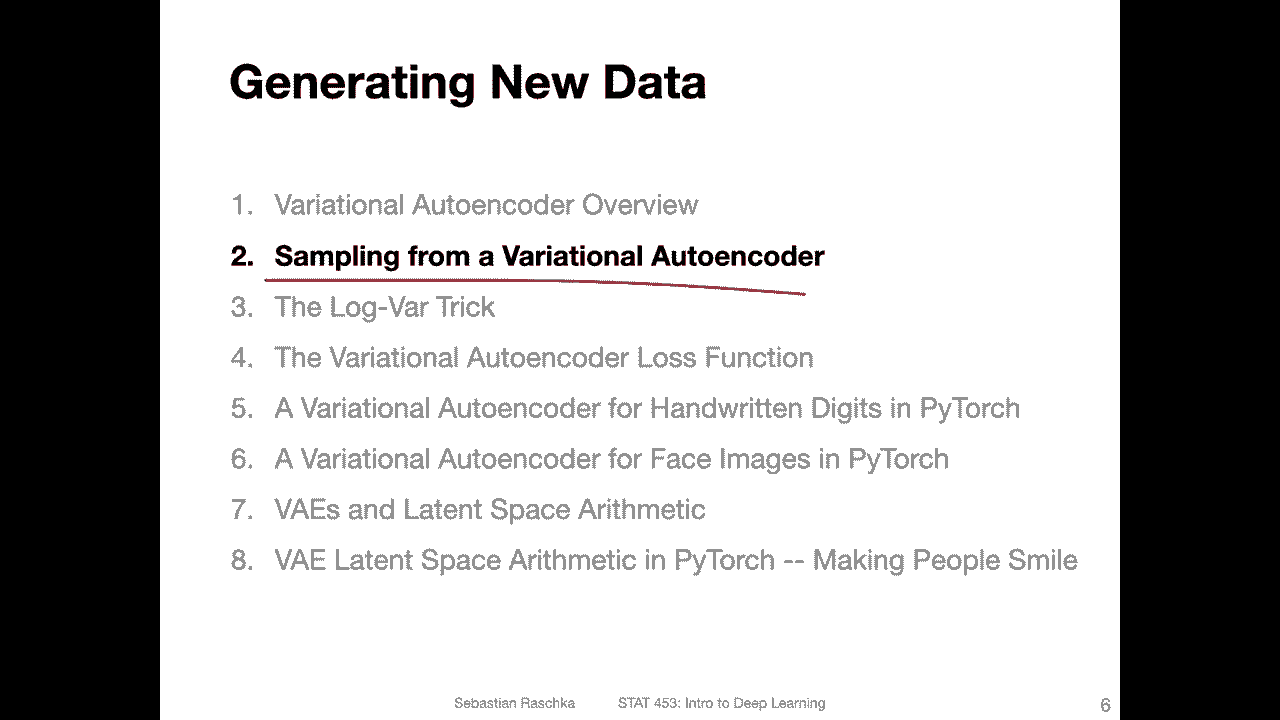 Generating New Data
1. Variational Autoencoder Overview
2. Sampling from a Variational Autoencoder
3. The Log-Var Trick
4. The Variational Autoencoder Loss Function
5. A Variational Autoencoder for Handwritten Digits in PyTorch
6. A Variational Autoencoder for Face Images in PyTorch
7. VAEs and Latent Space Arithmetic
8. VAE Latent Space Arithmetic in PyTorch -- Making People Smile
Sebastian Raschka STAT 453: Intro to Deep Learning 6